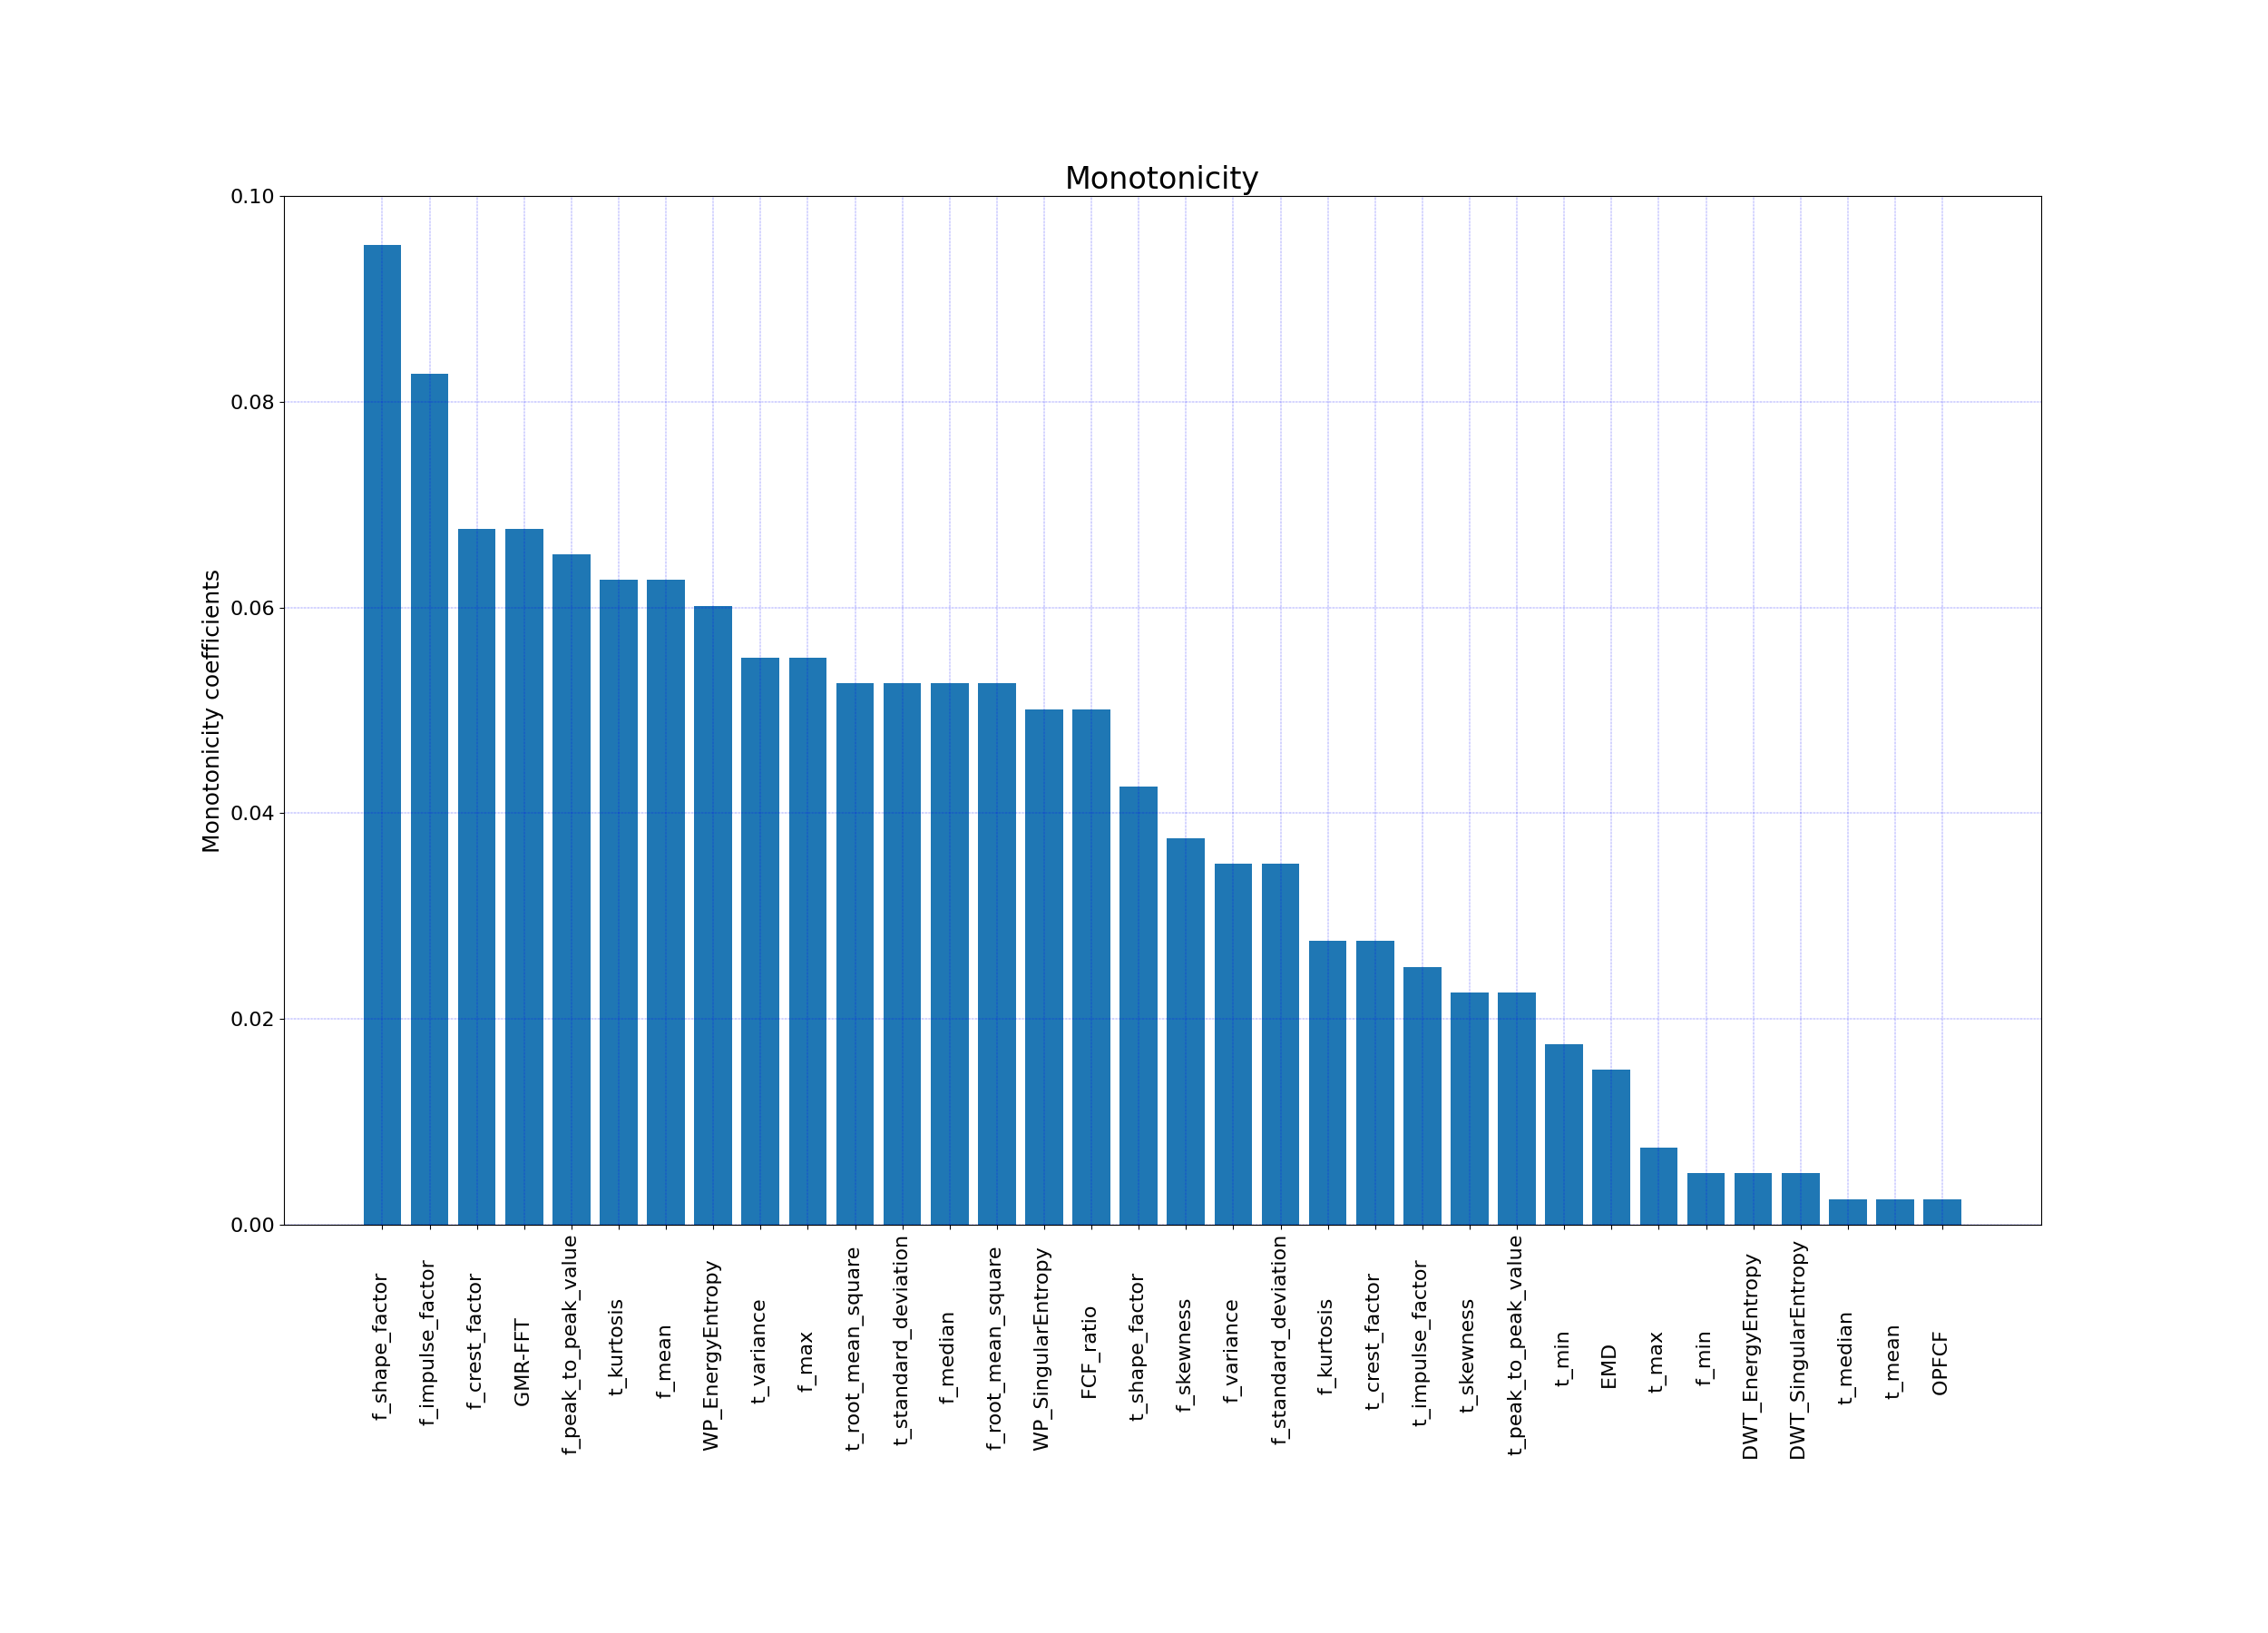 Monotonicity
Monotonicity coefficients
0.10
0.08
0.06
0.04
0.02
0.00
f_shape_factor
f_impulse_factor
f_crest_factor
GMR-FFT
f_peak_to_peak_value
t_kurtosis
f_mean
WP_EnergyEntropy
t_variance
f_max
t_root_mean_square
t_standard_deviation
f_median
f_root_mean_square
WP_SingularEntropy
FCF_ratio
t_shape_factor
f_skewness
f_variance
f_standard_deviation
f_kurtosis
t_crest_factor
t_impulse_factor
t_skewness
t_peak_to_peak_value
t_min
EMD
t_max
f_min
DWT_EnergyEntropy
DWT_SingularEntropy
t_median
t_mean
OPFCF